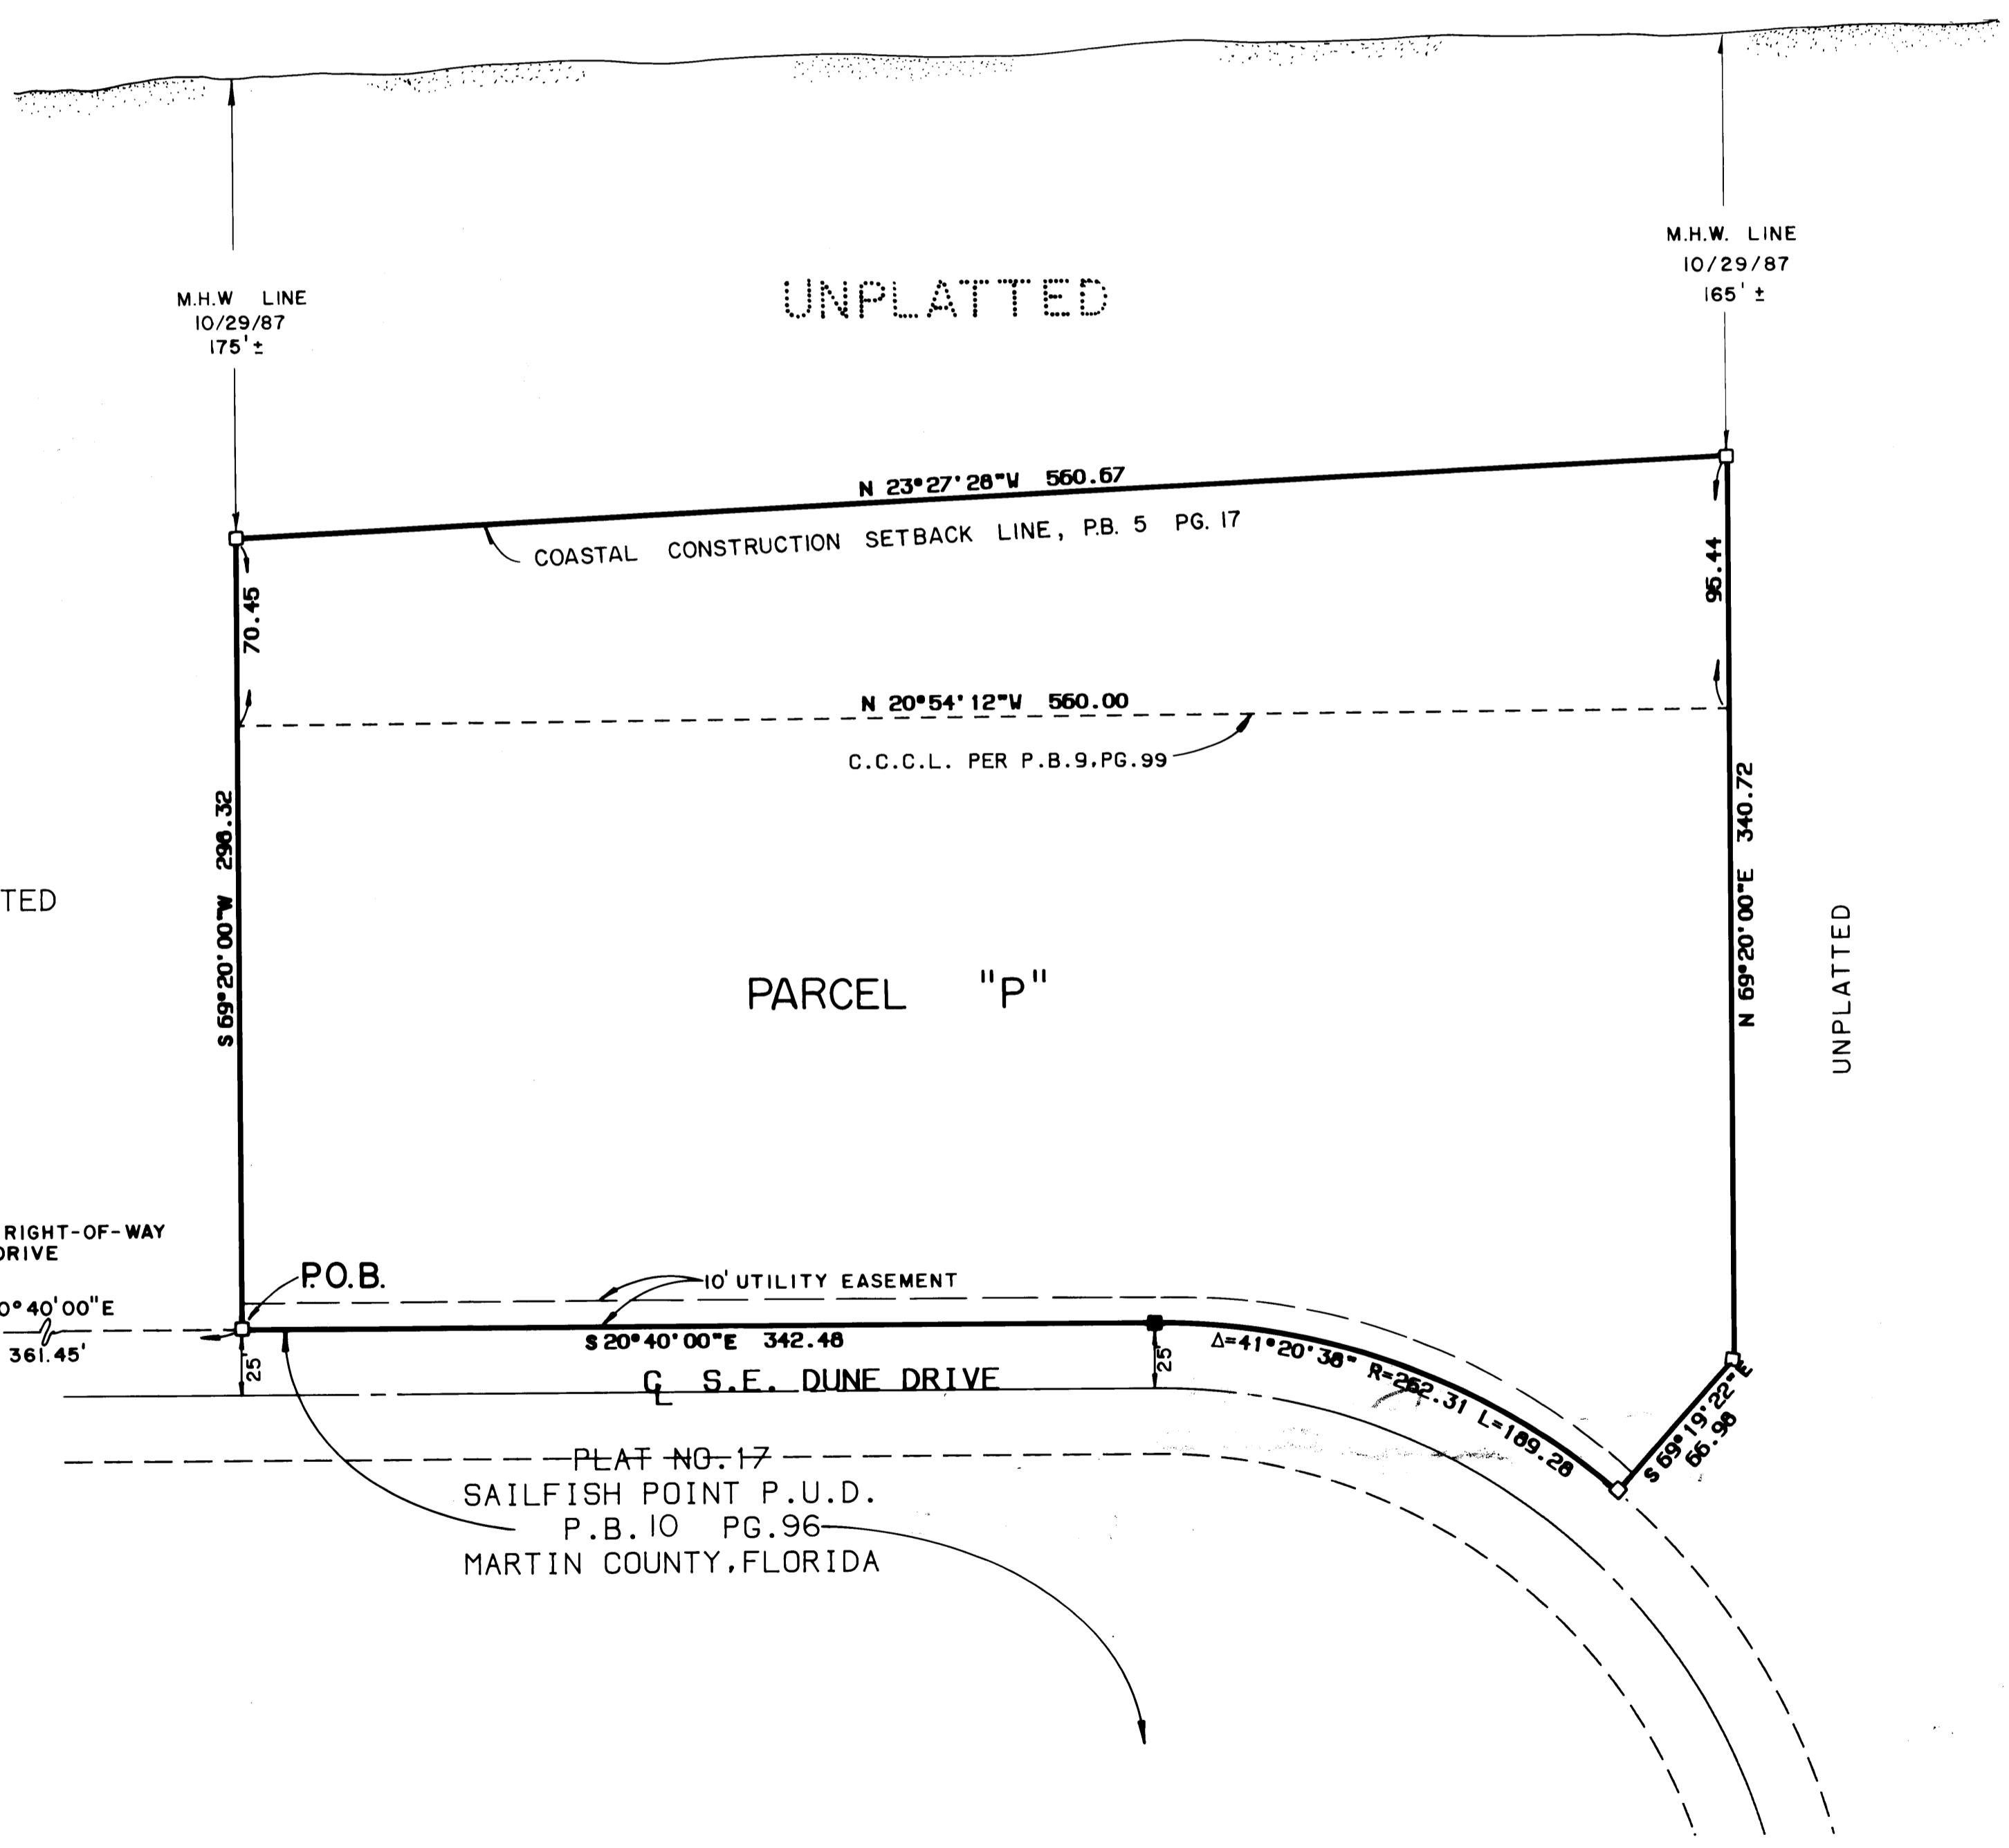 M.H.W. LINE
10/29/87
165' ±
UNPLATTED
M.H.W LINE
10/29/87
175' ±
N 23°27'28"W 560.67
COASTAL CONSTRUCTION SETBACK LINE, P.B. 5 PG. 17
70.45
95.44
N 20°54'12"W 560.00
C.C.C.L. PER P.B.9,PG.99
S 69°20'00"W 296.32
N 69°20'00"E 340.72
TED
UNPLATTED
PARCEL "P"
RIGHT-OF-WAY
DRIVE
P.O.B.
10' UTILITY EASEMENT
0°40'00"E
361.45'
S 20°40'00"E 342.48
25'
25'
Δ=41°20'38" R=262.31 L=189.28
S 69°19'22"E
66.98
℄ S.E. DUNE DRIVE
PLAT NO. 17
SAILFISH POINT P.U.D.
P.B. 10 PG.96
MARTIN COUNTY, FLORIDA